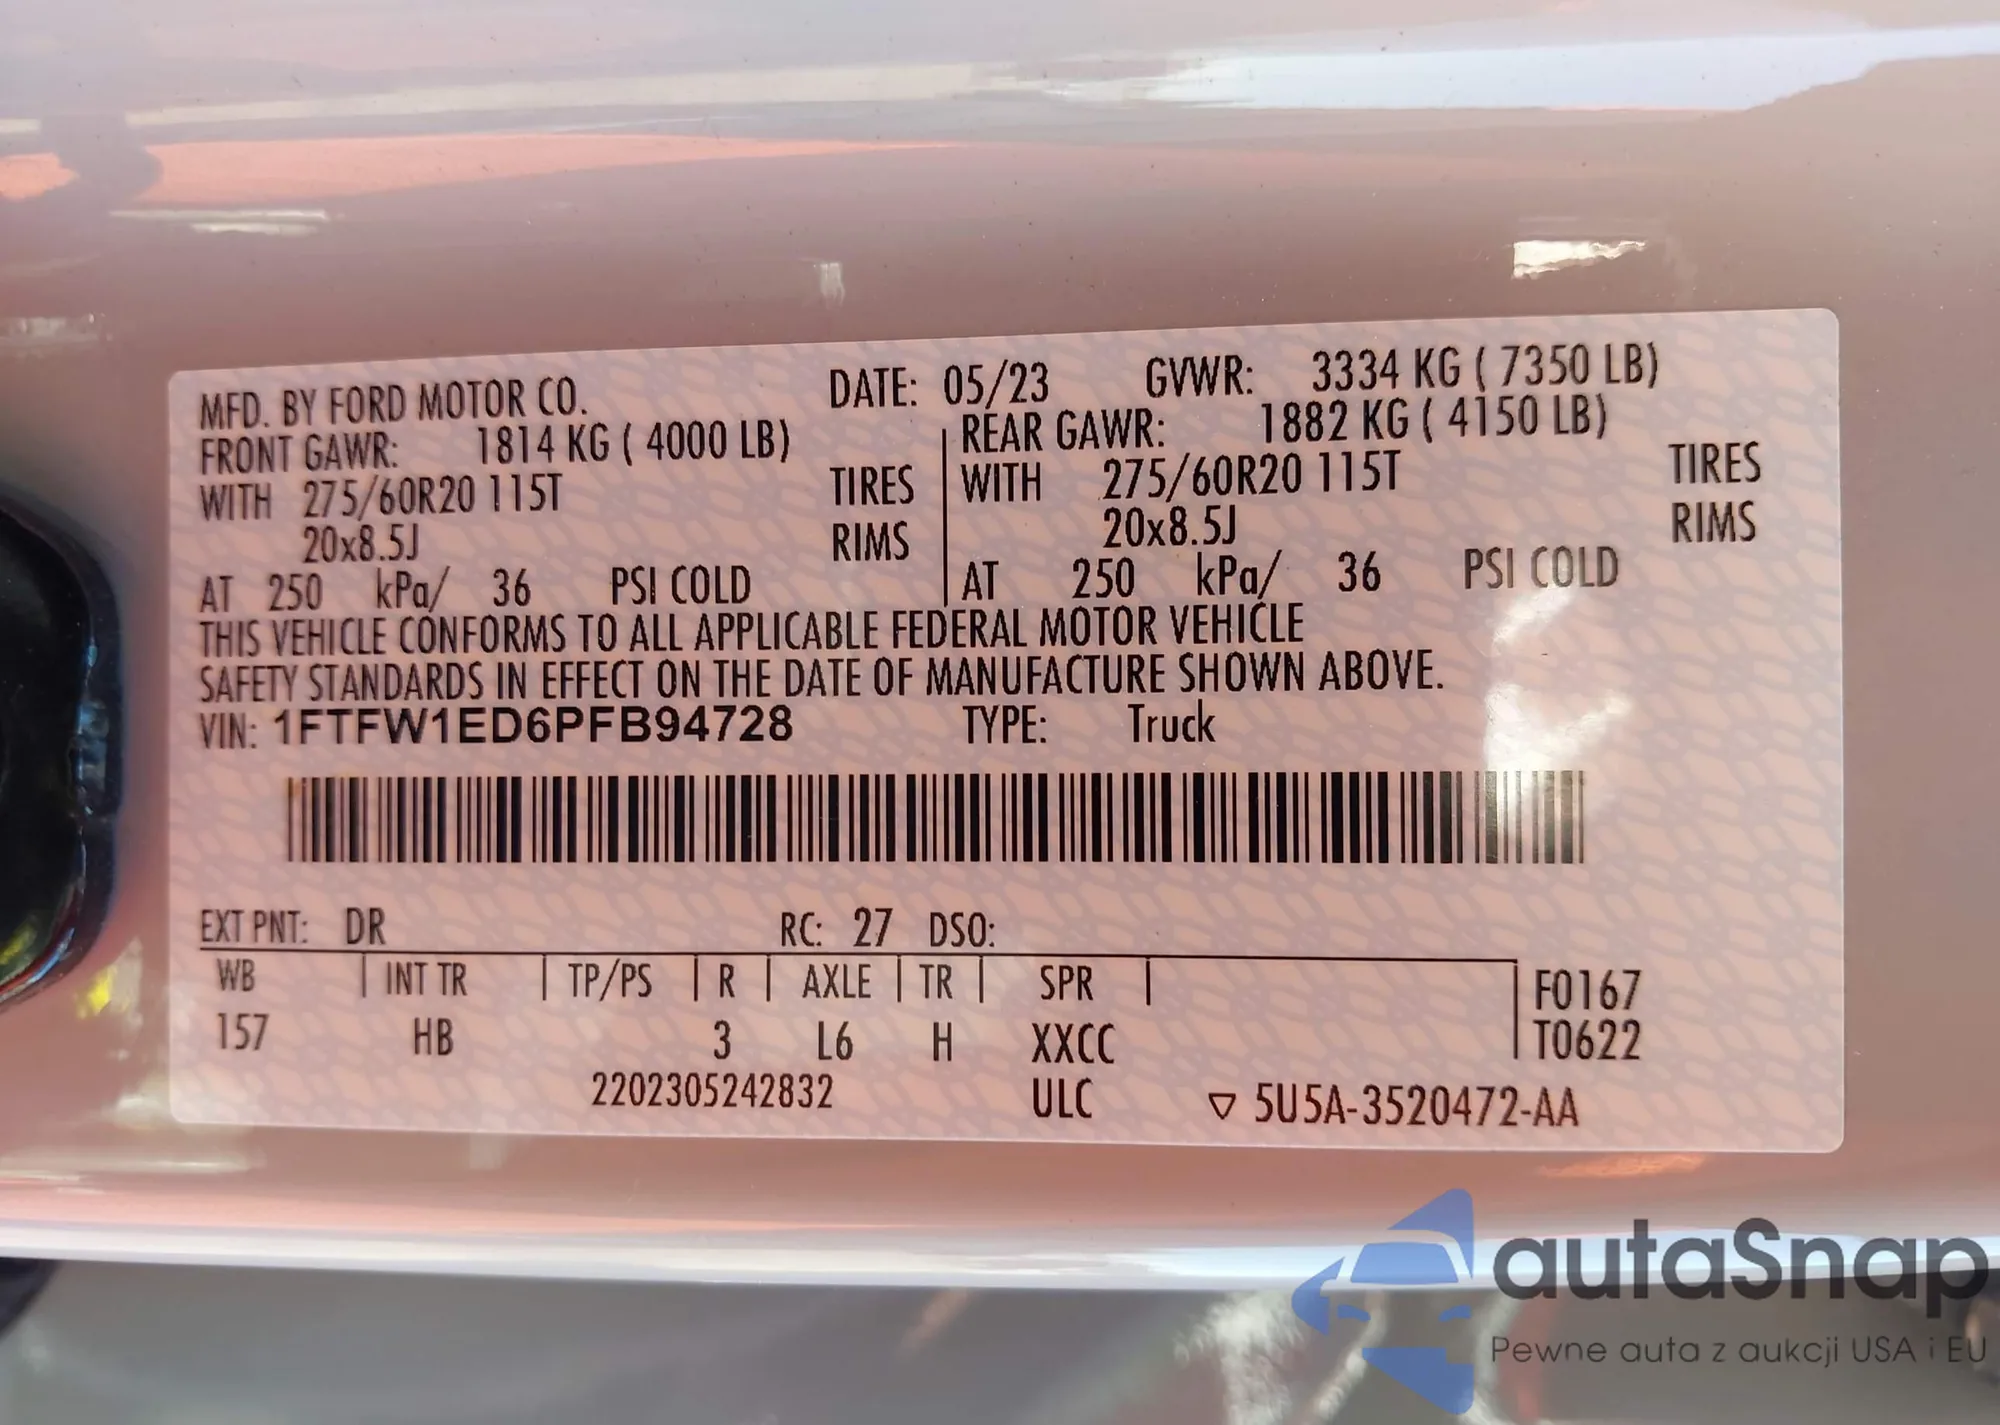 MFD. BY FORD MOTOR CO. DATE: 05/23 GVWR: 3334 KG ( 7350 LB)
FRONT GAWR: 1814 KG ( 4000 LB) REAR GAWR: 1882 KG ( 4150 LB)
WITH 275/60R20 115T TIRES WITH 275/60R20 115T TIRES
20x8.5J RIMS 20x8.5J RIMS
AT 250 kPa/ 36 PSI COLD AT 250 kPa/ 36 PSI COLD
THIS VEHICLE CONFORMS TO ALL APPLICABLE FEDERAL MOTOR VEHICLE
SAFETY STANDARDS IN EFFECT ON THE DATE OF MANUFACTURE SHOWN ABOVE.
VIN: 1FTFW1ED6PFB94728 TYPE: Truck
EXT PNT: DR RC: 27 DSO:
WB INT TR TP/PS R AXLE TR SPR F0167
157 HB 3 L6 H XXCC T0622
2202305242832 ULC ▽ 5U5A-3520472-AA
autaSnap
Pewne auta z aukcji USA i EU